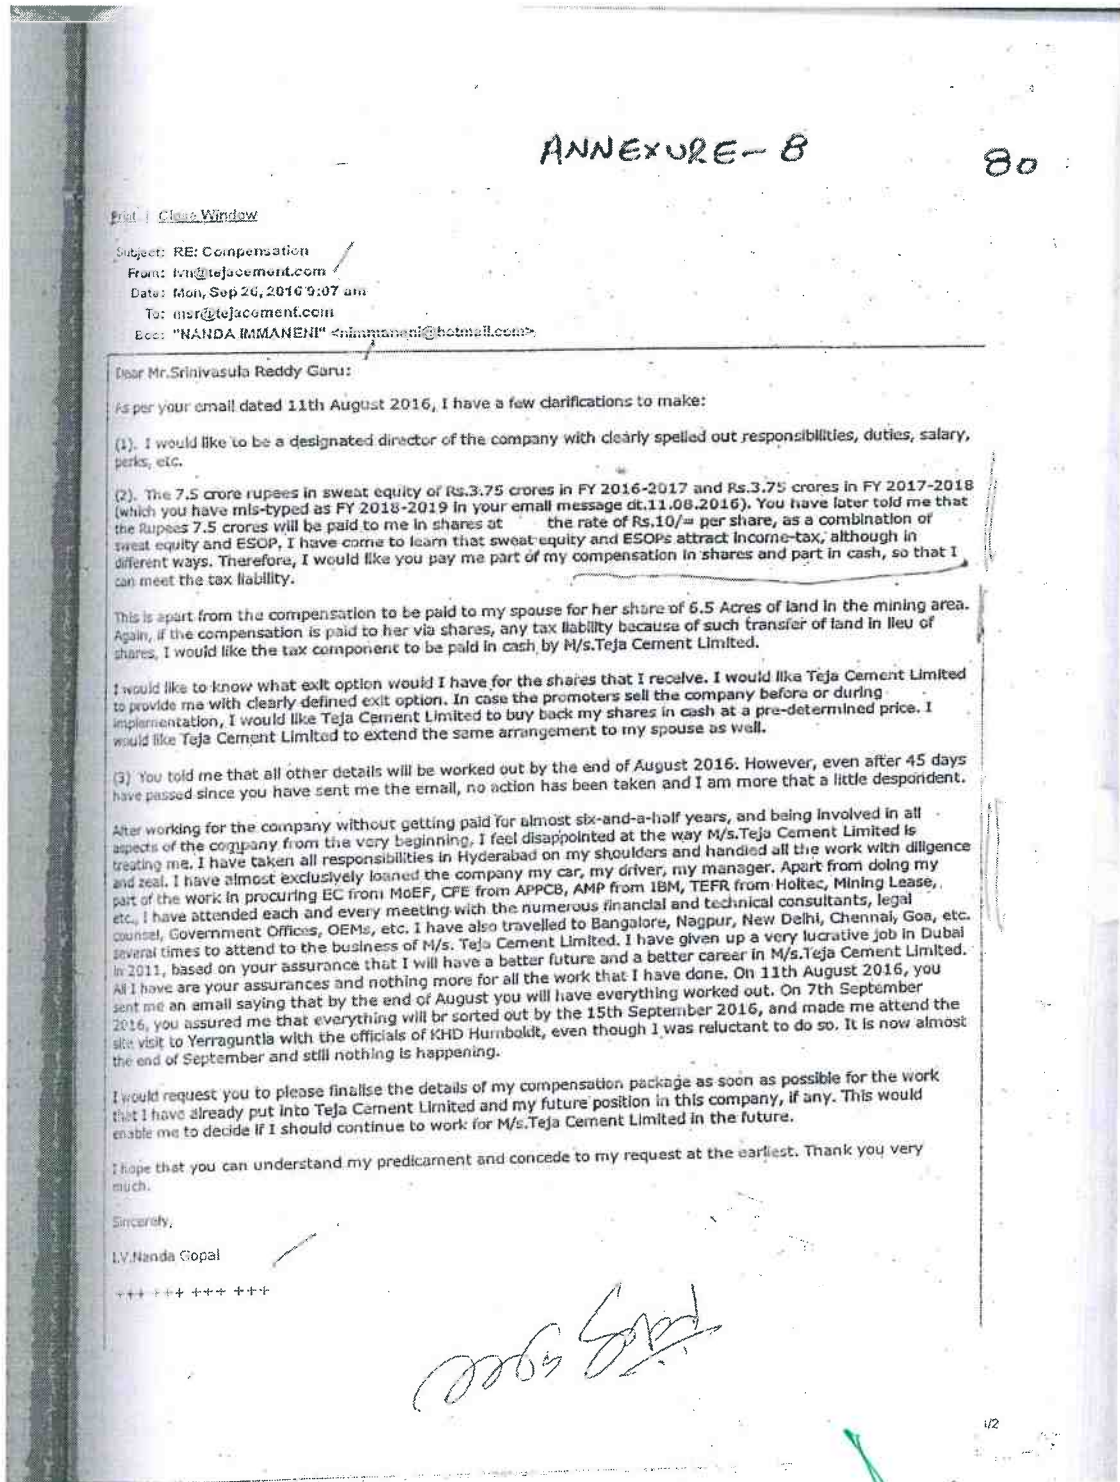 ANNEXURE - 8
80
Print | Close Window
Subject: RE: Compensation
From: ivn@tejacement.com
Date: Mon, Sep 26, 2016 9:07 am
To: msr@tejacement.com
Bcc: "NANDA IMMANENI" <nimmaneni@hotmail.com>
Dear Mr.Srinivasula Reddy Garu:
As per your email dated 11th August 2016, I have a few clarifications to make:
(1). I would like to be a designated director of the company with clearly spelled out responsibilities, duties, salary,
perks, etc.
(2). The 7.5 crore rupees in sweat equity of Rs.3.75 crores in FY 2016-2017 and Rs.3.75 crores in FY 2017-2018
(which you have mis-typed as FY 2018-2019 in your email message dt.11.08.2016). You have later told me that
the Rupees 7.5 crores will be paid to me in shares at the rate of Rs.10/= per share, as a combination of
sweat equity and ESOP. I have come to learn that sweat equity and ESOPs attract income-tax, although in
different ways. Therefore, I would like you pay me part of my compensation in shares and part in cash, so that I
can meet the tax liability.
This is apart from the compensation to be paid to my spouse for her share of 6.5 Acres of land in the mining area.
Again, if the compensation is paid to her via shares, any tax liability because of such transfer of land in lieu of
shares, I would like the tax component to be paid in cash by M/s.Teja Cement Limited.
I would like to know what exit option would I have for the shares that I receive. I would like Teja Cement Limited
to provide me with clearly defined exit option. In case the promoters sell the company before or during
implementation, I would like Teja Cement Limited to buy back my shares in cash at a pre-determined price. I
would like Teja Cement Limited to extend the same arrangement to my spouse as well.
(3) You told me that all other details will be worked out by the end of August 2016. However, even after 45 days
have passed since you have sent me the email, no action has been taken and I am more that a little despondent.
After working for the company without getting paid for almost six-and-a-half years, and being involved in all
aspects of the company from the very beginning, I feel disappointed at the way M/s.Teja Cement Limited is
treating me. I have taken all responsibilities in Hyderabad on my shoulders and handled all the work with diligence
and zeal. I have almost exclusively loaned the company my car, my driver, my manager. Apart from doing my
part of the work in procuring EC from MoEF, CFE from APPCB, AMP from IBM, TEFR from Holtec, Mining Lease,
etc., I have attended each and every meeting with the numerous financial and technical consultants, legal
counsel, Government Offices, OEMs, etc. I have also travelled to Bangalore, Nagpur, New Delhi, Chennai, Goa, etc.
several times to attend to the business of M/s. Teja Cement Limited. I have given up a very lucrative job in Dubai
in 2011, based on your assurance that I will have a better future and a better career in M/s.Teja Cement Limited.
All I have are your assurances and nothing more for all the work that I have done. On 11th August 2016, you
sent me an email saying that by the end of August you will have everything worked out. On 7th September
2016, you assured me that everything will br sorted out by the 15th September 2016, and made me attend the
site visit to Yerraguntla with the officials of KHD Humboldt, even though I was reluctant to do so. It is now almost
the end of September and still nothing is happening.
I would request you to please finalise the details of my compensation package as soon as possible for the work
that I have already put into Teja Cement Limited and my future position in this company, if any. This would
enable me to decide if I should continue to work for M/s.Teja Cement Limited in the future.
I hope that you can understand my predicament and concede to my request at the earliest. Thank you very
much.
Sincerely,
I.V.Nanda Gopal
+++ +++ +++ +++
1/2